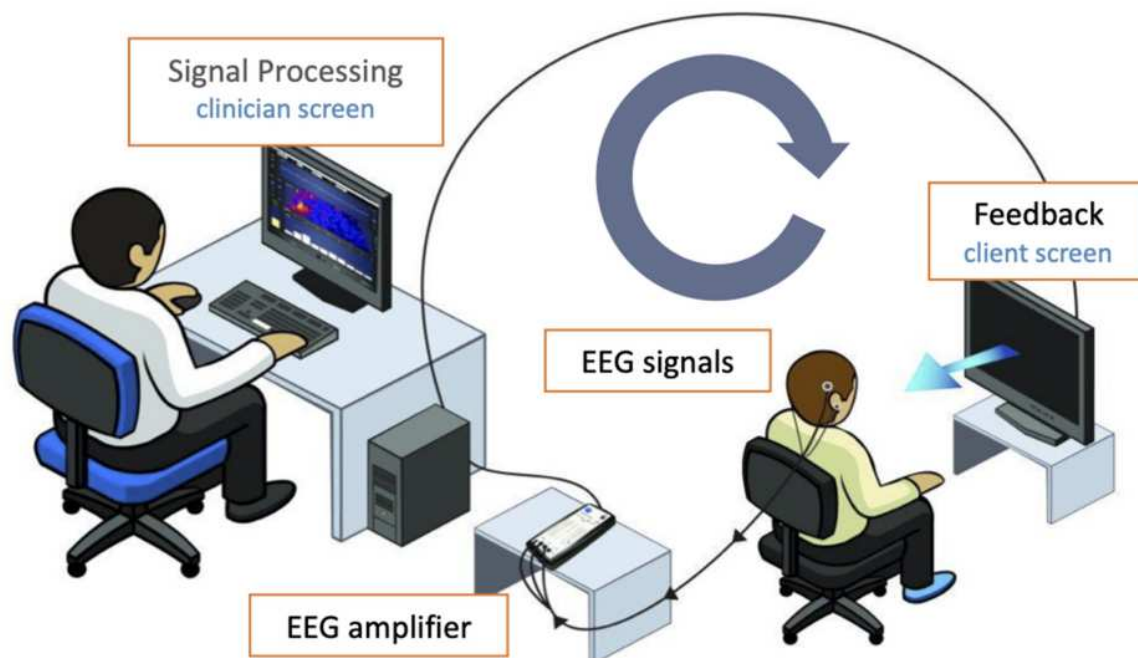 Signal Processing
clinician screen
Feedback
client screen
EEG signals
EEG amplifier